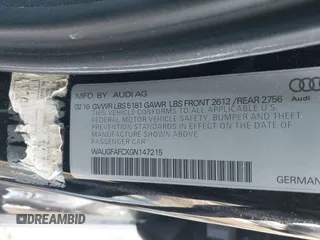 MFD BY AUDI AG
02 16 GVWR LBS 5181 GAWR LBS FRONT 2612 /REAR 2756
THIS VEHICLE CONFORMS TO ALL APPLICABLE U.S.
FEDERAL MOTOR VEHICLE SAFETY, BUMPER AND
THEFT PREVENTION STANDARDS IN EFFECT ON THE
DATE OF MANUFACTURE SHOWN ABOVE.
PASSENGER CAR
WAUGFAFCXGN147215
Audi
GERMAN
DREAMBID